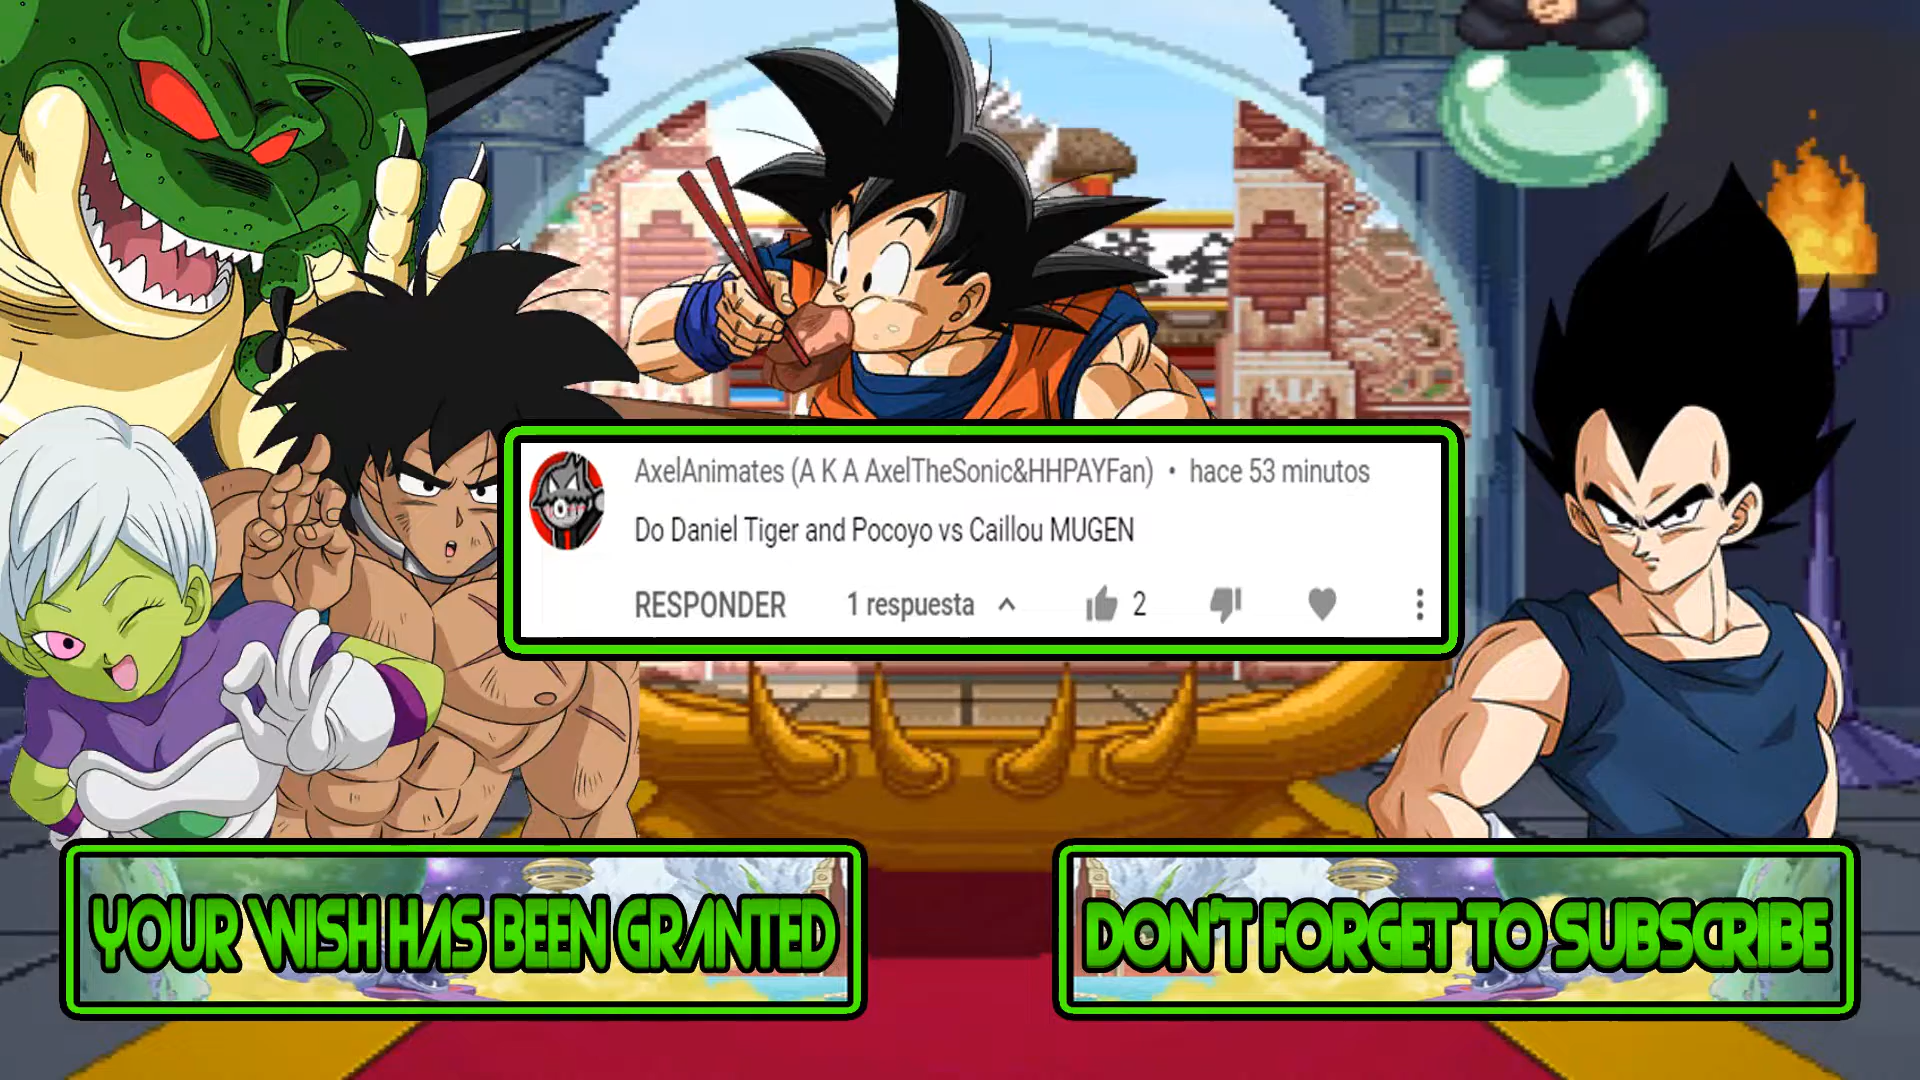 AxelAnimates (A K A AxelTheSonic&HHPAYFan) • hace 53 minutos
Do Daniel Tiger and Pocoyo vs Caillou MUGEN
RESPONDER 1 respuesta 2
YOUR WISH HAS BEEN GRANTED
DON'T FORGET TO SUBSCRIBE